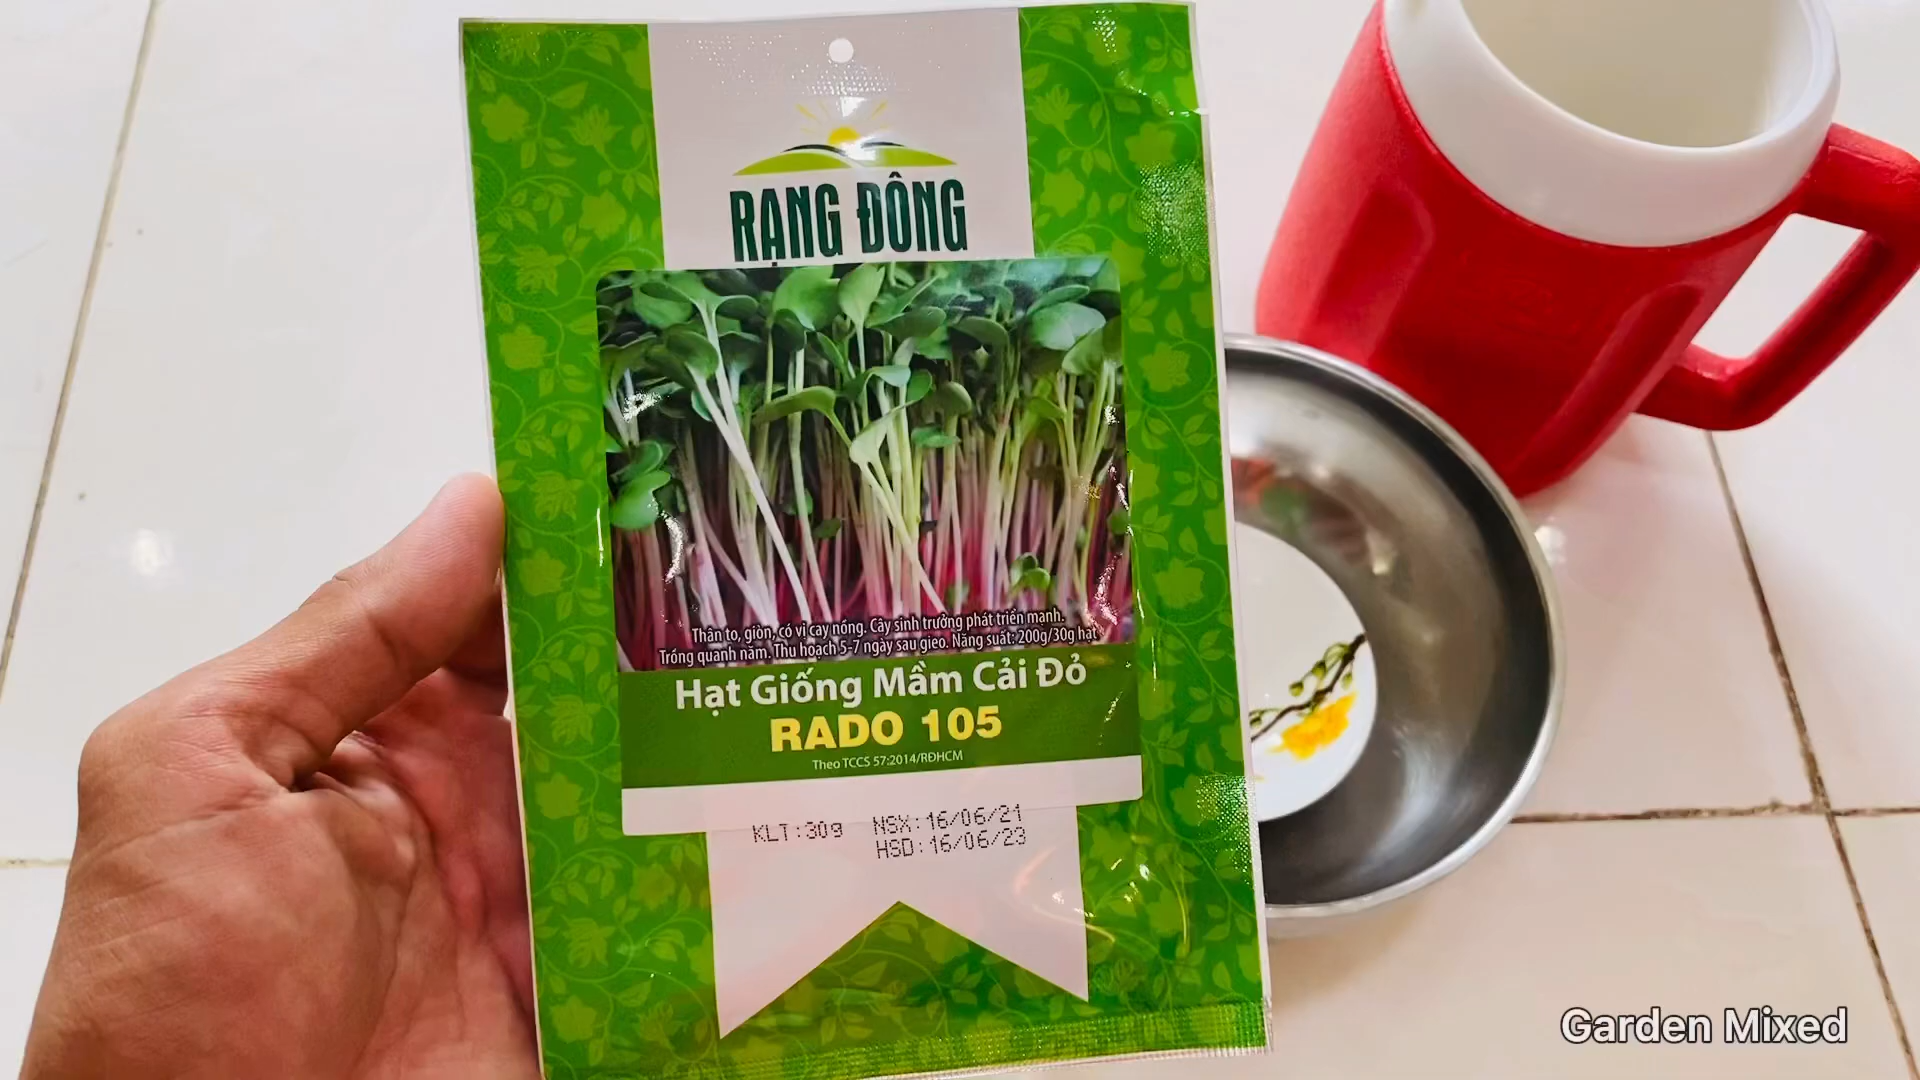 RẠNG ĐÔNG
Thân to, giòn, có vị cay nồng. Cây sinh trưởng phát triển mạnh.
Trồng quanh năm. Thu hoạch 5-7 ngày sau gieo. Năng suất: 200g/30g hạt
Hạt Giống Mầm Cải Đỏ
RADO 105
Theo TCCS 57:2014/RĐHCM
KLT:30g NSX:16/06/21
HSD:16/06/23
Garden Mixed